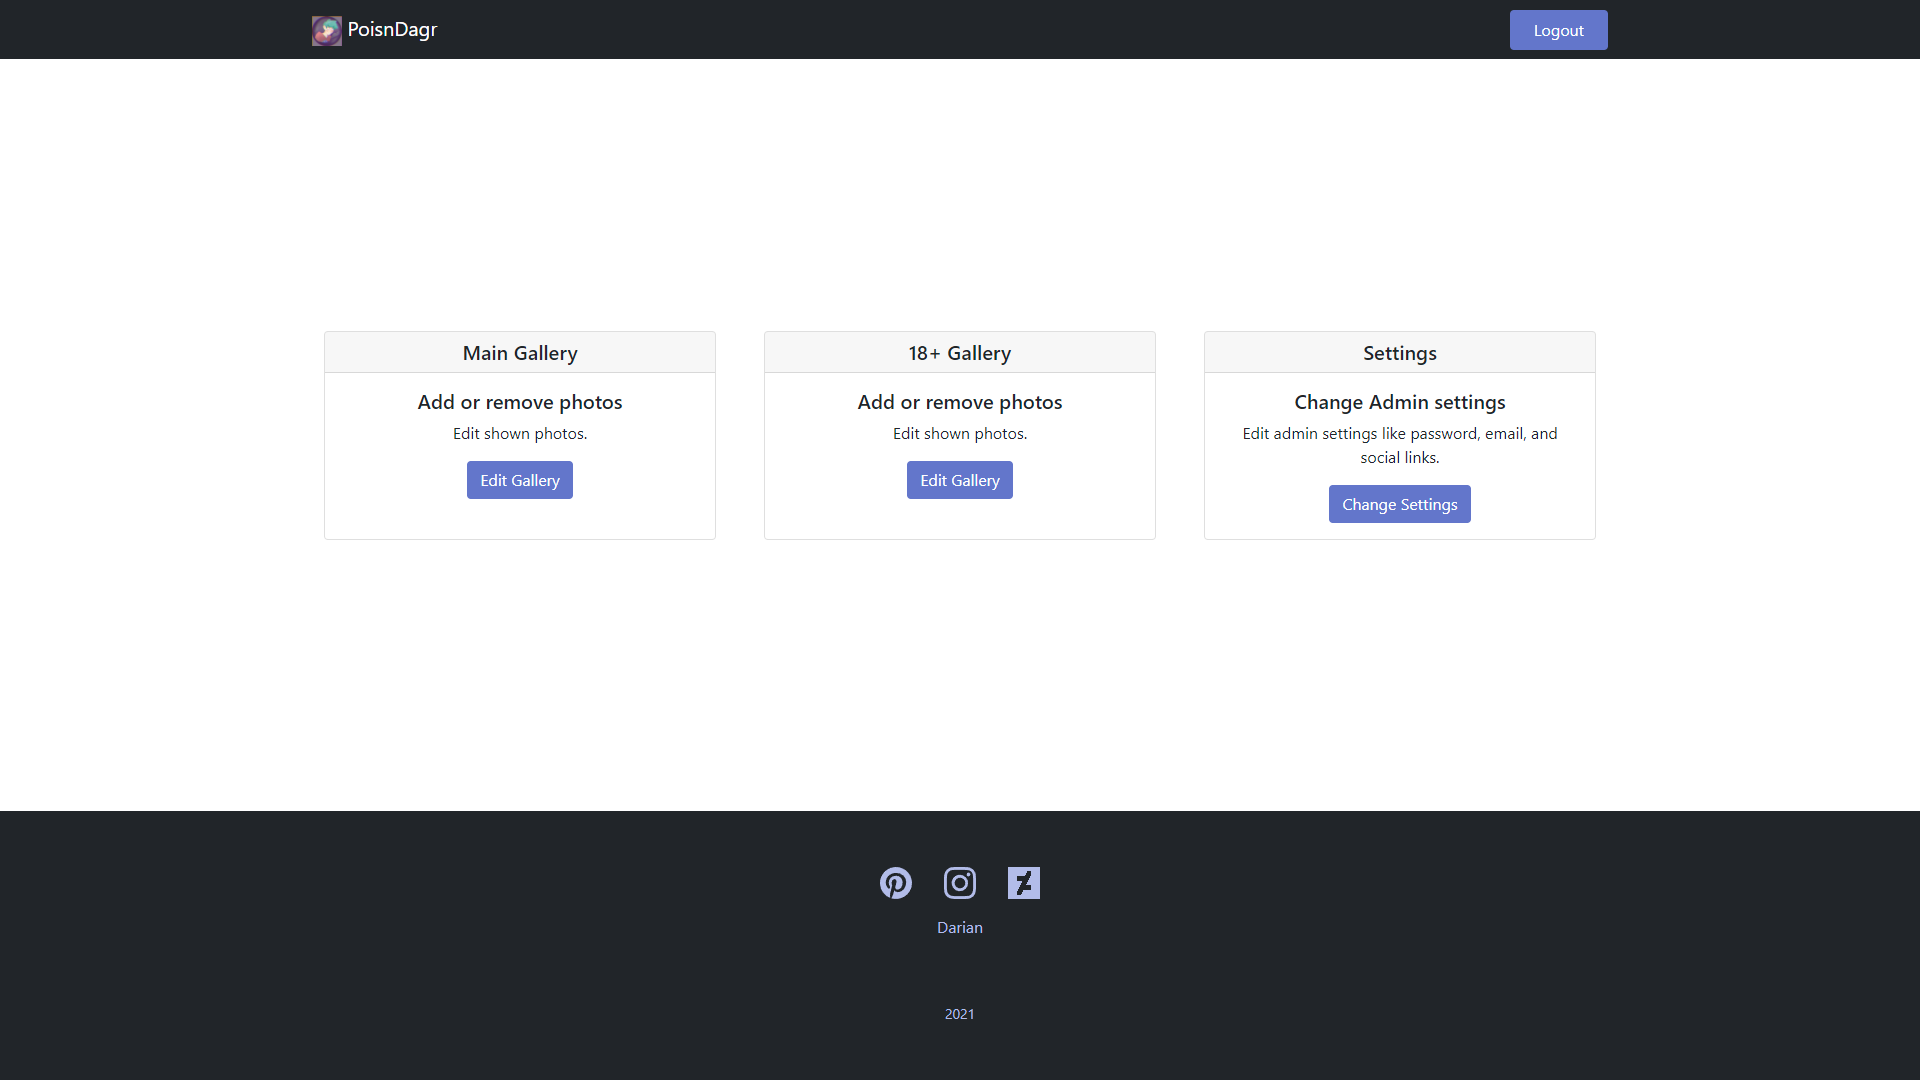 PoisnDagr
Logout
Main Gallery
Add or remove photos
Edit shown photos.
Edit Gallery
18+ Gallery
Add or remove photos
Edit shown photos.
Edit Gallery
Settings
Change Admin settings
Edit admin settings like password, email, and
social links.
Change Settings
Darian
2021